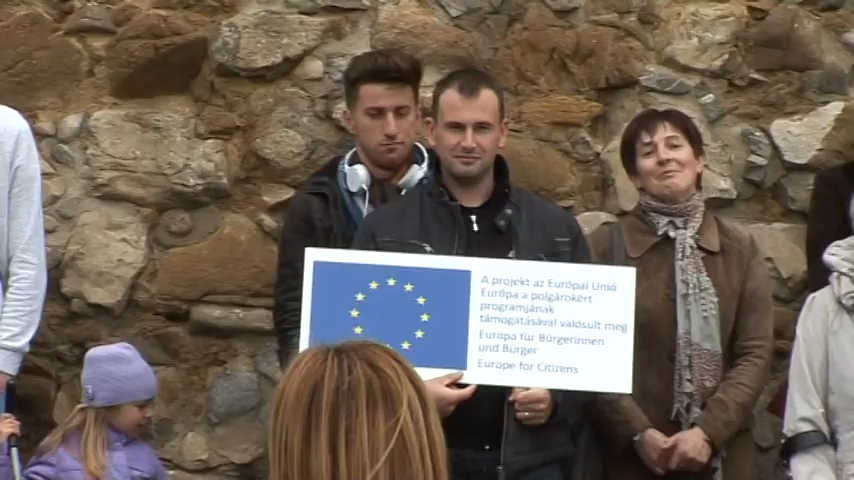 A projekt az Európai Unió
Európa a polgárokért
programjának
támogatásával valósult meg
Europa für Bürgerinnen
und Bürger
Europe for Citizens